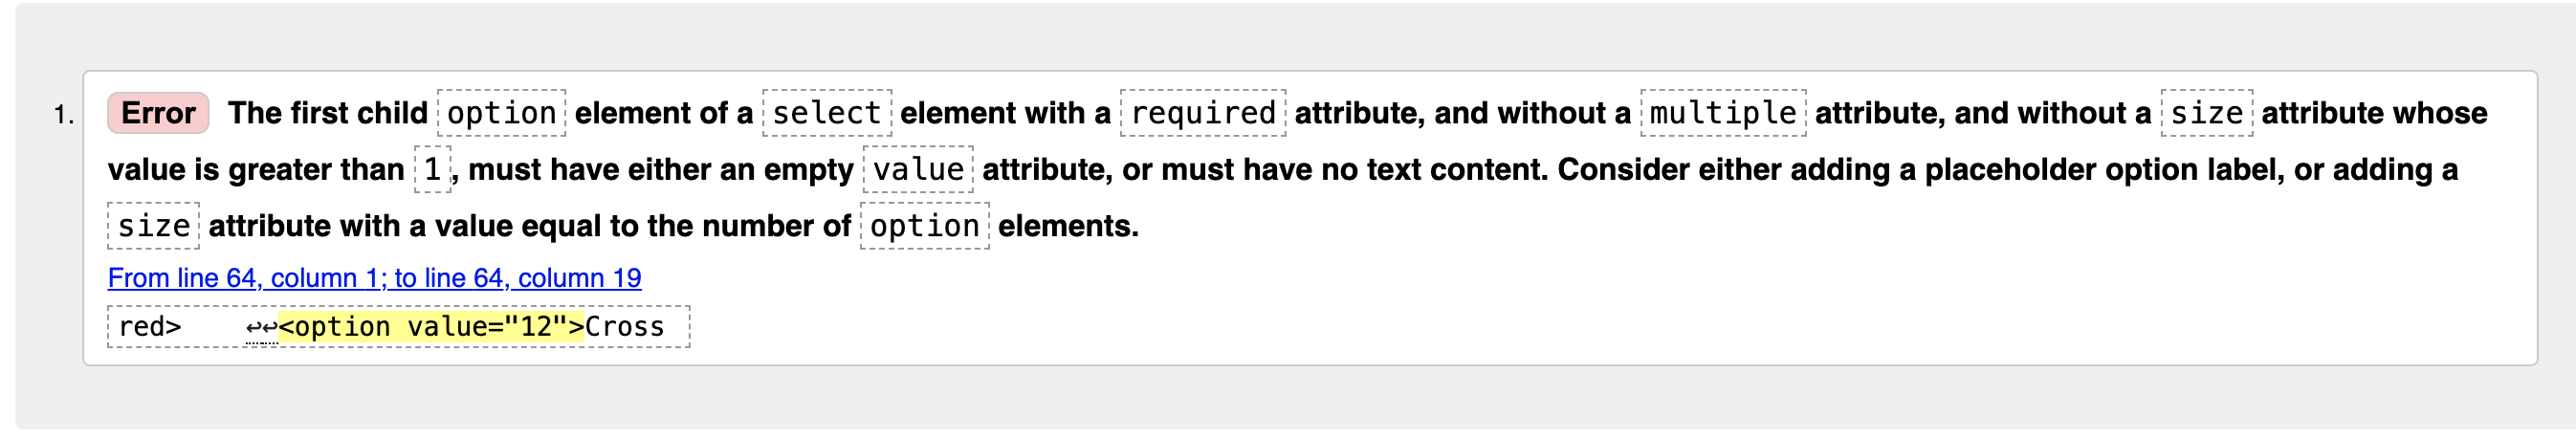 1. Error The first child option element of a select element with a required attribute, and without a multiple attribute, and without a size attribute whose
value is greater than 1, must have either an empty value attribute, or must have no text content. Consider either adding a placeholder option label, or adding a
size attribute with a value equal to the number of option elements.
From line 64, column 1; to line 64, column 19
red> ↩↩<option value="12">Cross